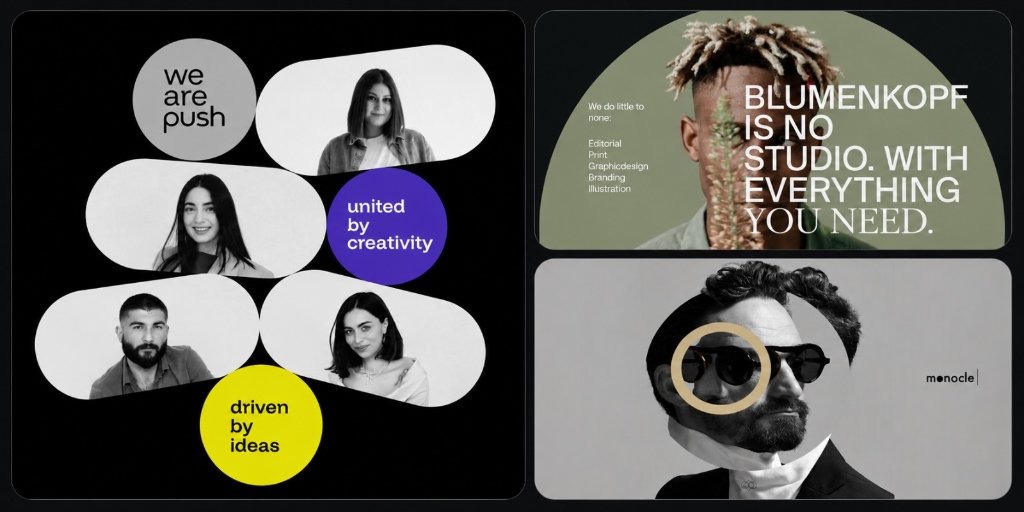 we
are
push
united
by
creativity
driven
by
ideas
We do little to
none:
Editorial
Print
Graphicdesign
Branding
Illustration
BLUMENKOPF
IS NO
STUDIO. WITH
EVERYTHING
YOU NEED.
monocle